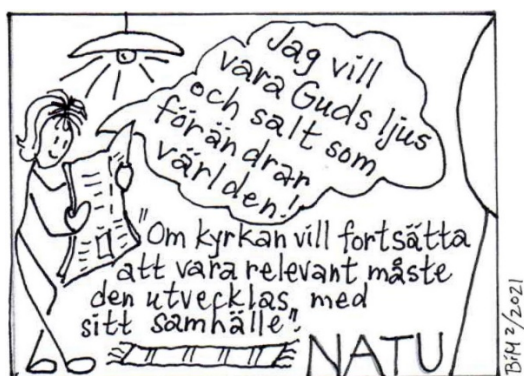 Jag vill
vara Guds ljus
och salt som
förändrar
världen!
"Om kyrkan vill fortsätta
att vara relevant måste
den utvecklas med
sitt samhälle".
NATU
BiM 2/2021